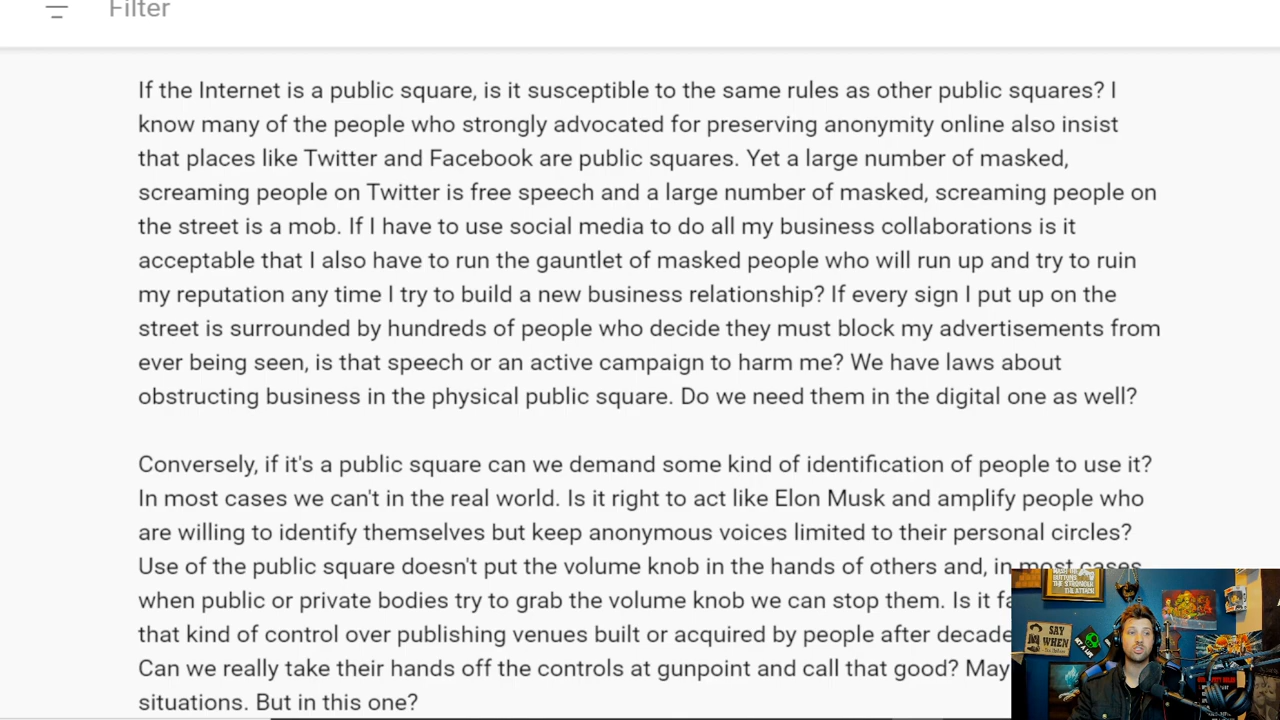 Filter
If the Internet is a public square, is it susceptible to the same rules as other public squares? I
know many of the people who strongly advocated for preserving anonymity online also insist
that places like Twitter and Facebook are public squares. Yet a large number of masked,
screaming people on Twitter is free speech and a large number of masked, screaming people on
the street is a mob. If I have to use social media to do all my business collaborations is it
acceptable that I also have to run the gauntlet of masked people who will run up and try to ruin
my reputation any time I try to build a new business relationship? If every sign I put up on the
street is surrounded by hundreds of people who decide they must block my advertisements from
ever being seen, is that speech or an active campaign to harm me? We have laws about
obstructing business in the physical public square. Do we need them in the digital one as well?
Conversely, if it's a public square can we demand some kind of identification of people to use it?
In most cases we can't in the real world. Is it right to act like Elon Musk and amplify people who
are willing to identify themselves but keep anonymous voices limited to their personal circles?
Use of the public square doesn't put the volume knob in the hands of others and, in most cases
when public or private bodies try to grab the volume knob we can stop them. Is it
that kind of control over publishing venues built or acquired by people after
Can we really take their hands off the controls at gunpoint and call that good?
situations. But in this one?
SAY
WHEN